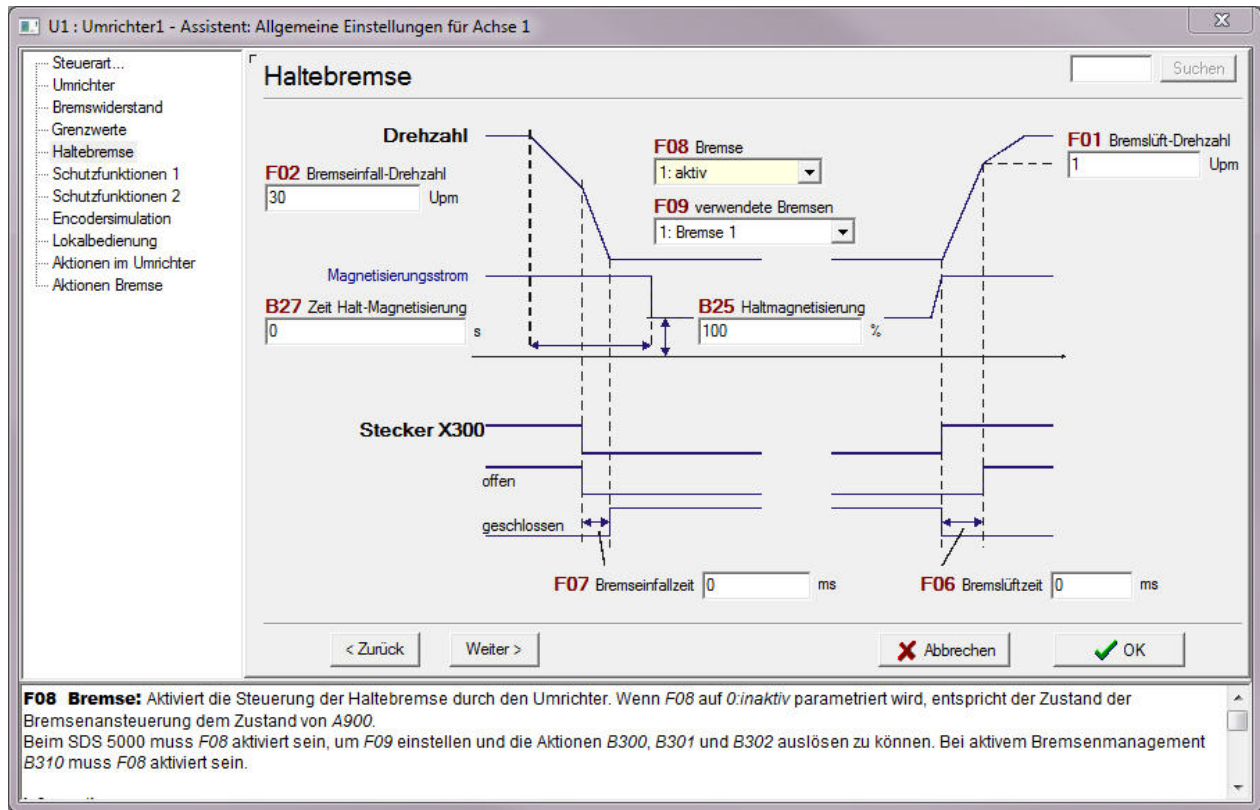 U1 : Umrichter1 - Assistent: Allgemeine Einstellungen für Achse 1
Steuerart...
Umrichter
Bremswiderstand
Grenzwerte
Haltebremse
Schutzfunktionen 1
Schutzfunktionen 2
Encodersimulation
Lokalbedienung
Aktionen im Umrichter
Aktionen Bremse
Haltebremse
Suchen
Drehzahl
F02 Bremseinfall-Drehzahl
30 Upm
F08 Bremse
1: aktiv
F09 verwendete Bremsen
1: Bremse 1
F01 Bremslüft-Drehzahl
1 Upm
Magnetisierungsstrom
B27 Zeit Halt-Magnetisierung
0 s
B25 Haltmagnetisierung
100 %
Stecker X300
offen
geschlossen
F07 Bremseinfallzeit 0 ms
F06 Bremslüftzeit 0 ms
< Zurück
Weiter >
Abbrechen
OK
F08 Bremse: Aktiviert die Steuerung der Haltebremse durch den Umrichter. Wenn F08 auf 0:inaktiv parametriert wird, entspricht der Zustand der
Bremsenansteuerung dem Zustand von A900.
Beim SDS 5000 muss F08 aktiviert sein, um F09 einstellen und die Aktionen B300, B301 und B302 auslösen zu können. Bei aktivem Bremsenmanagement
B310 muss F08 aktiviert sein.